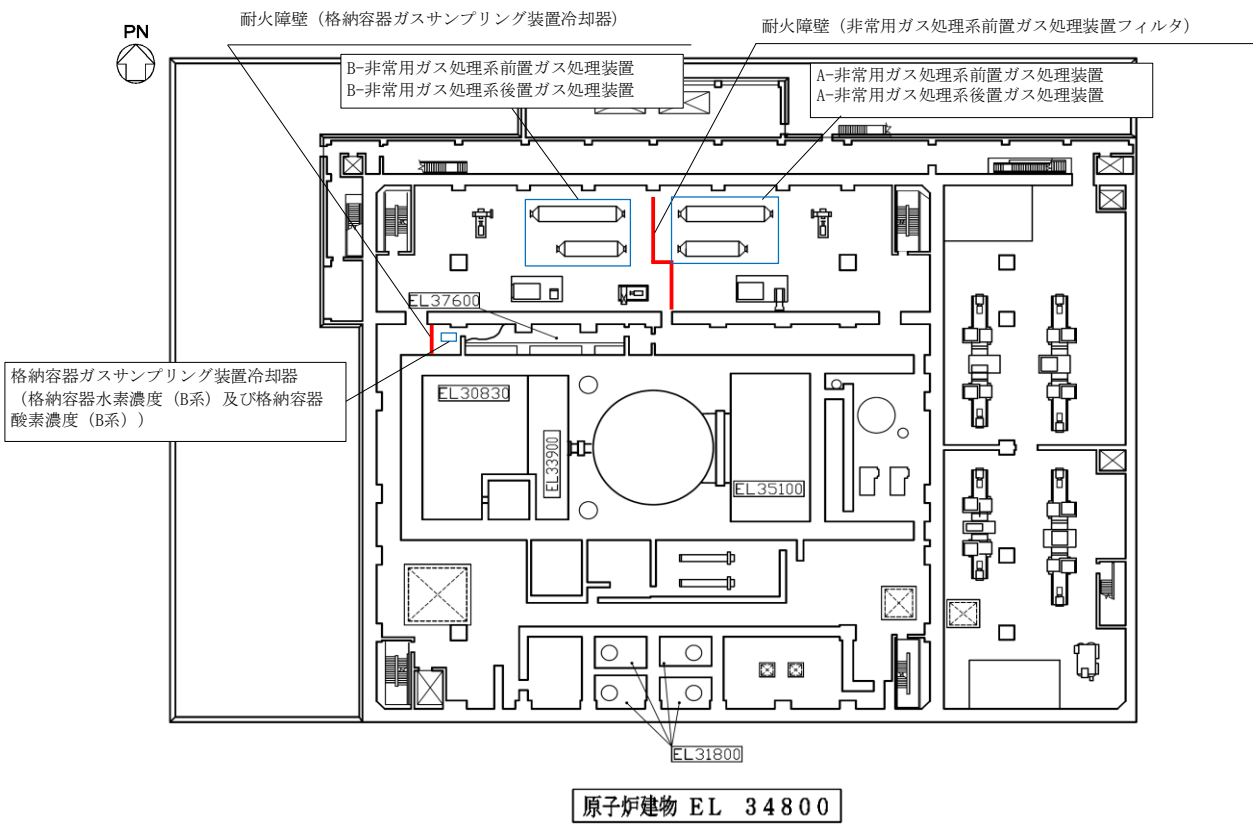 PN
耐火障壁（格納容器ガスサンプリング装置冷却器）
耐火障壁（非常用ガス処理系前置ガス処理装置フィルタ）
B-非常用ガス処理系前置ガス処理装置
B-非常用ガス処理系後置ガス処理装置
A-非常用ガス処理系前置ガス処理装置
A-非常用ガス処理系後置ガス処理装置
EL37600
格納容器ガスサンプリング装置冷却器
（格納容器水素濃度（B系）及び格納容器
酸素濃度（B系））
EL30830
EL33900
EL35100
EL31800
原子炉建物 EL 34800